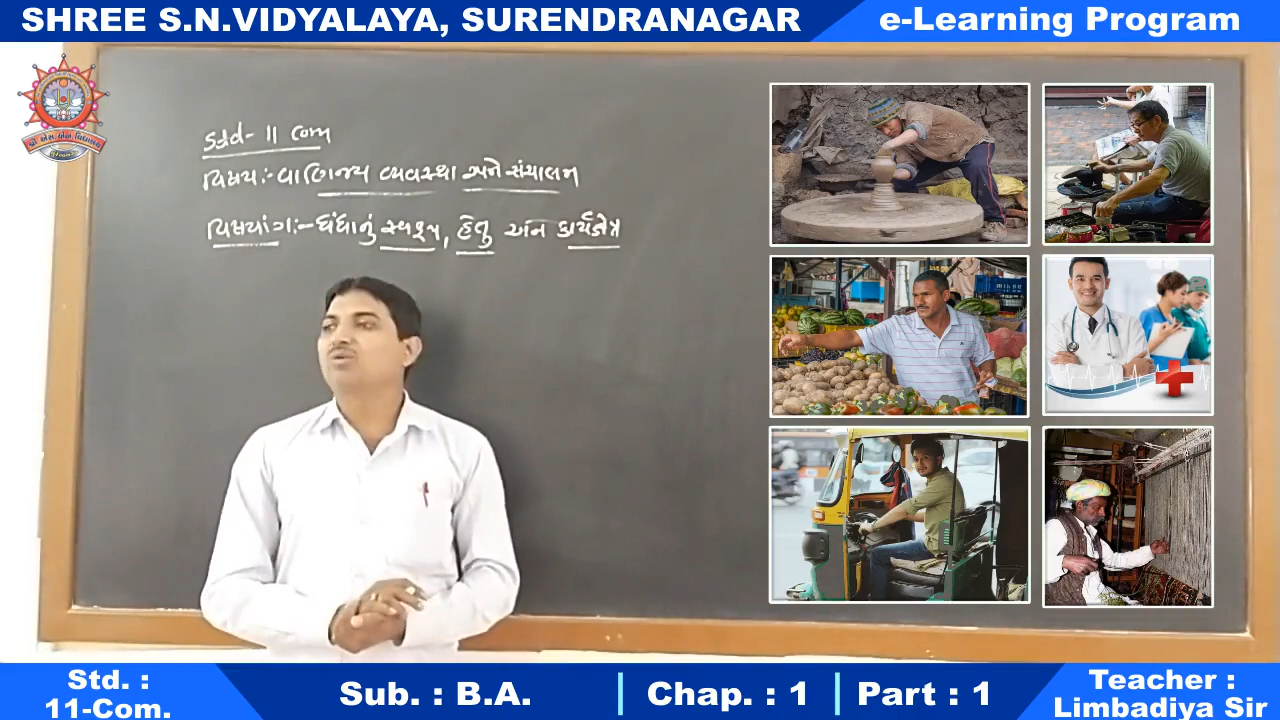 SHREE S.N.VIDYALAYA, SURENDRANAGAR
e-Learning Program
Std- 11 com
વિષય:- વાણિજ્ય વ્યવસ્થા અને સંચાલન
વિષયાંગ:- ધંધાનું સ્વરૂપ, હેતુ અને કાર્યક્ષેત્ર
Std. :
11-Com.
Sub. : B.A.
Chap. : 1
Part : 1
Teacher :
Limbadiya Sir